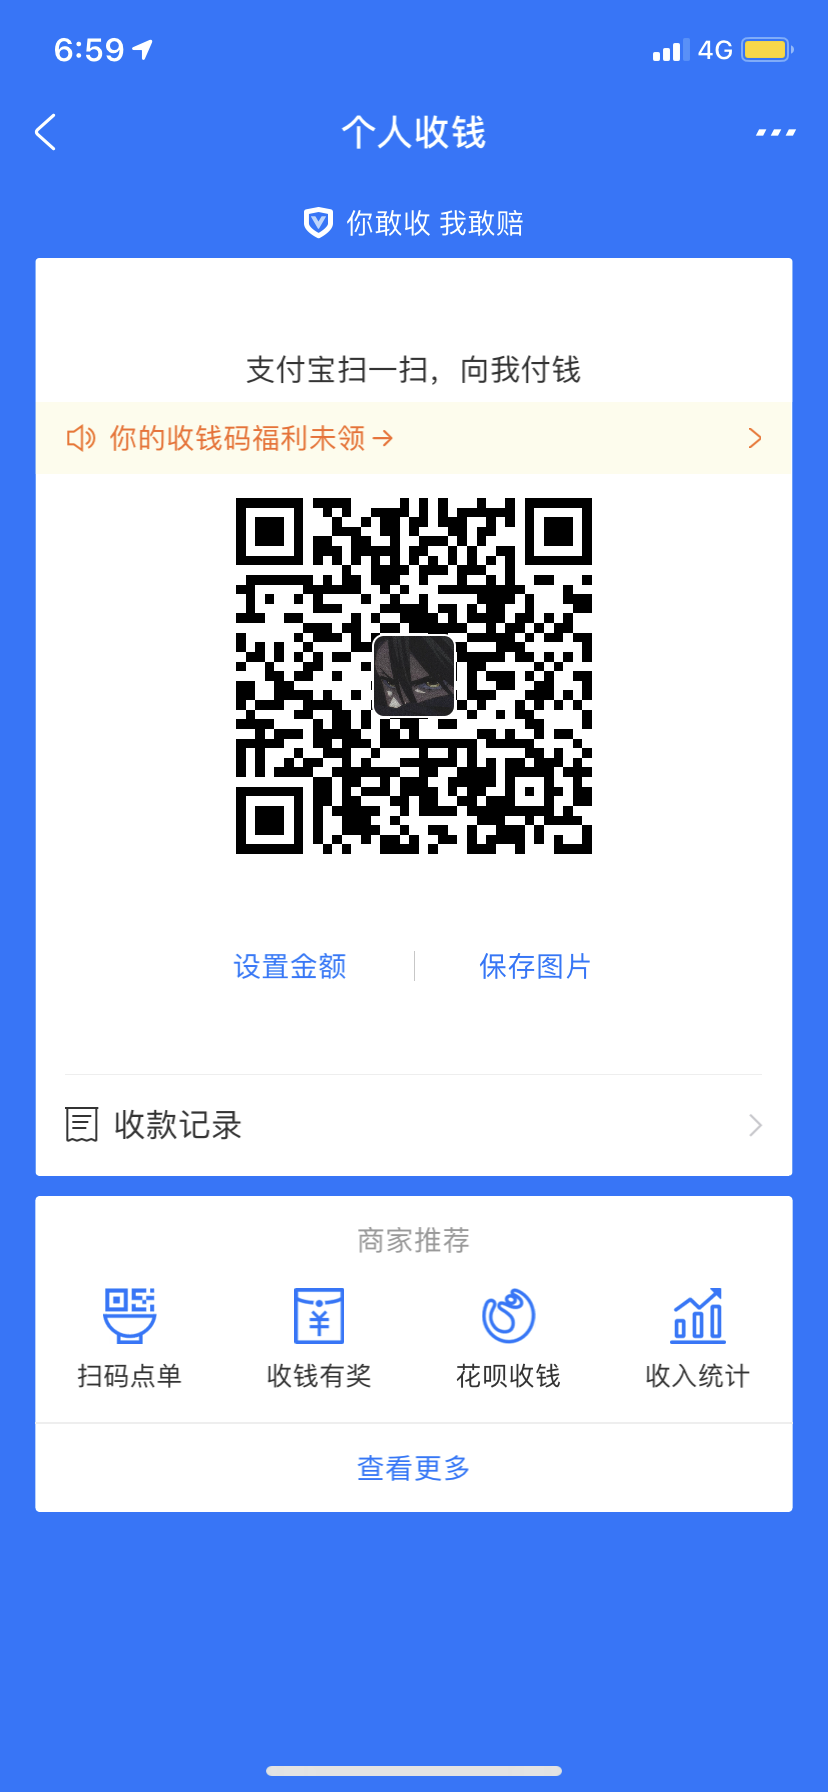 6:59
4G
个人收钱
你敢收 我敢赔
支付宝扫一扫，向我付钱
你的收钱码福利未领→
设置金额
保存图片
收款记录
商家推荐
扫码点单
收钱有奖
花呗收钱
收入统计
查看更多